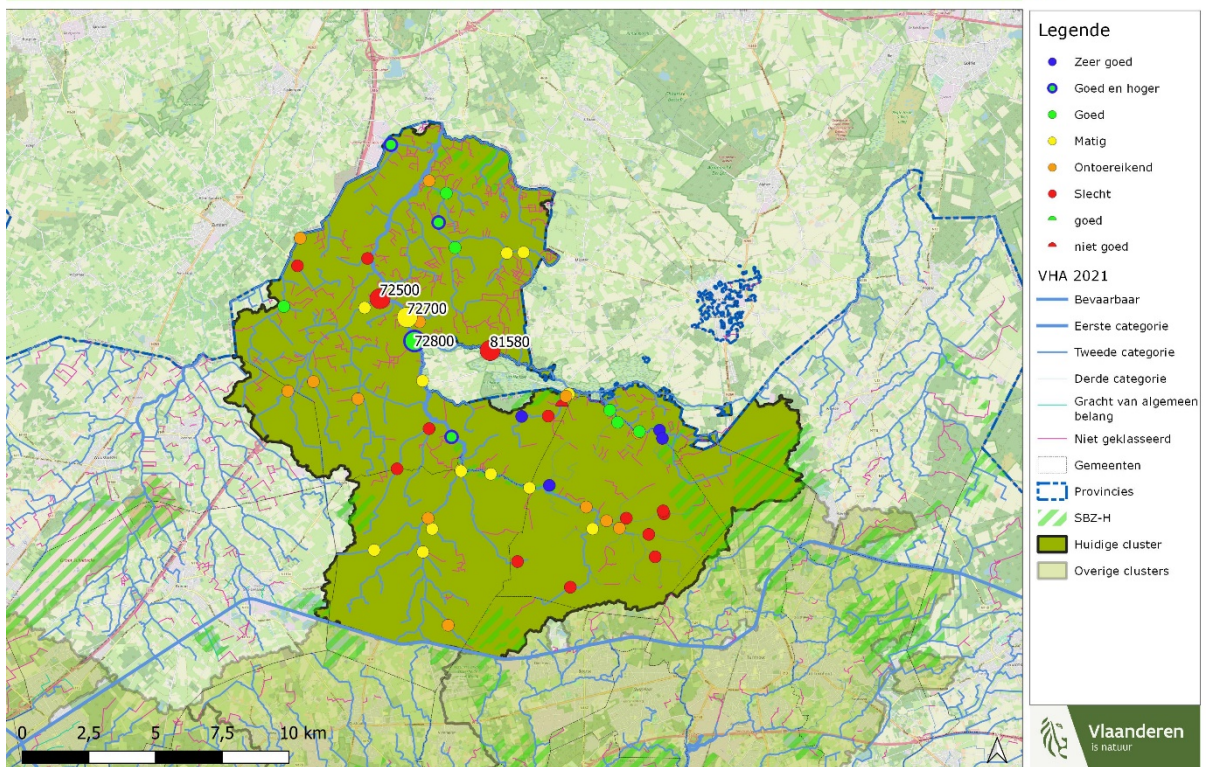 72500
72700
72800
81580
0 2,5 5 7,5 10 km
Legende
Zeer goed
Goed en hoger
Goed
Matig
Ontoereikend
Slecht
goed
niet goed
VHA 2021
Bevaarbaar
Eerste categorie
Tweede categorie
Derde categorie
Gracht van algemeen
belang
Niet geklasseerd
Gemeenten
Provincies
SBZ-H
Huidige cluster
Overige clusters
Vlaanderen
is natuur